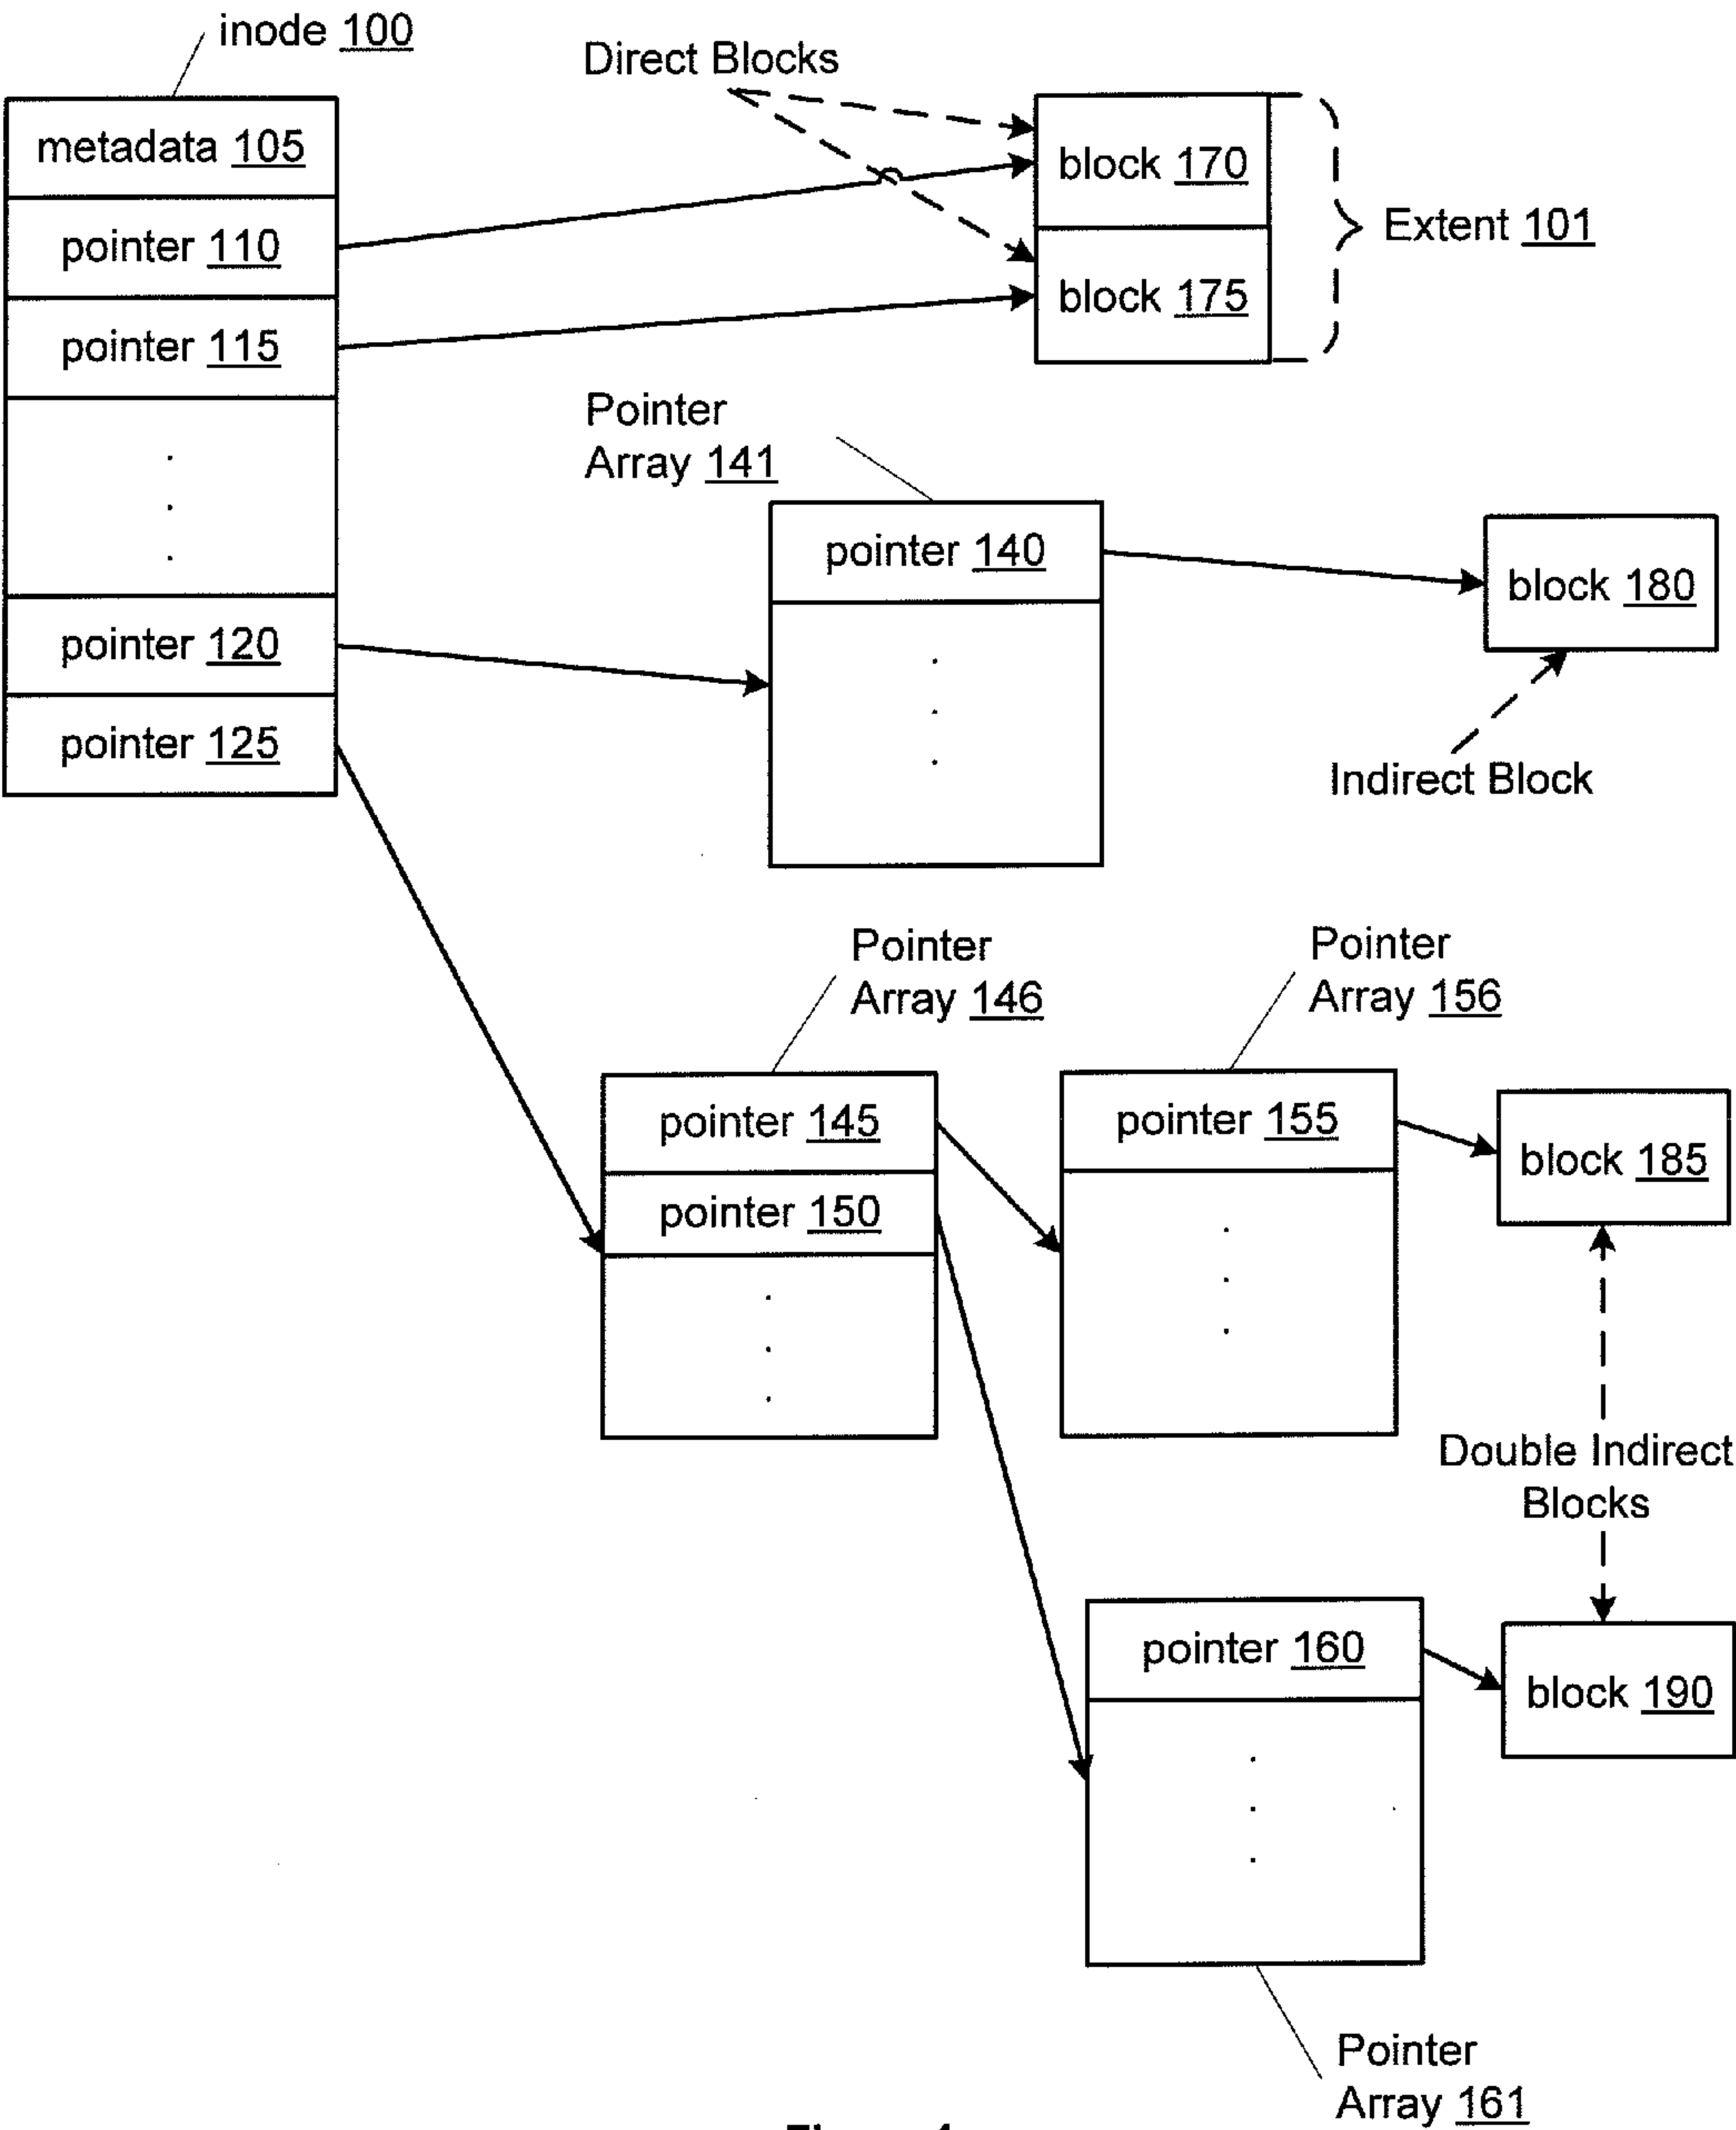 inode 100
Direct Blocks
metadata 105
pointer 110
pointer 115
pointer 120
pointer 125
block 170
block 175
Extent 101
Pointer
Array 141
pointer 140
block 180
Indirect Block
Pointer
Array 146
Pointer
Array 156
pointer 145
pointer 150
pointer 155
block 185
Double Indirect
Blocks
pointer 160
block 190
Pointer
Array 161